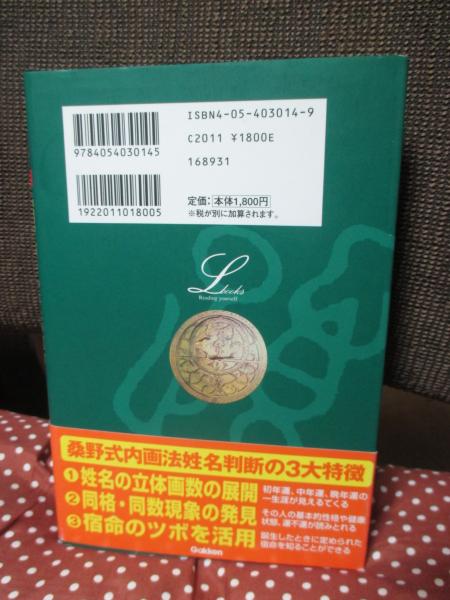 ISBN4-05-403014-9
C2011 ¥1800E
168931
9784054030145
1922011018005
定価：本体1,800円
※税が別に加算されます。
L books
Reading yourself
桑野式内画法姓名判断の3大特徴
①姓名の立体画数の展開
初年運、中年運、晩年運の
一生涯が見えるてくる
②同格・同数現象の発見
その人の基本的性格や健康
状態、運不運が読みとれる
③宿命のツボを活用
誕生したときに定められた
宿命を知ることができる
Gakken